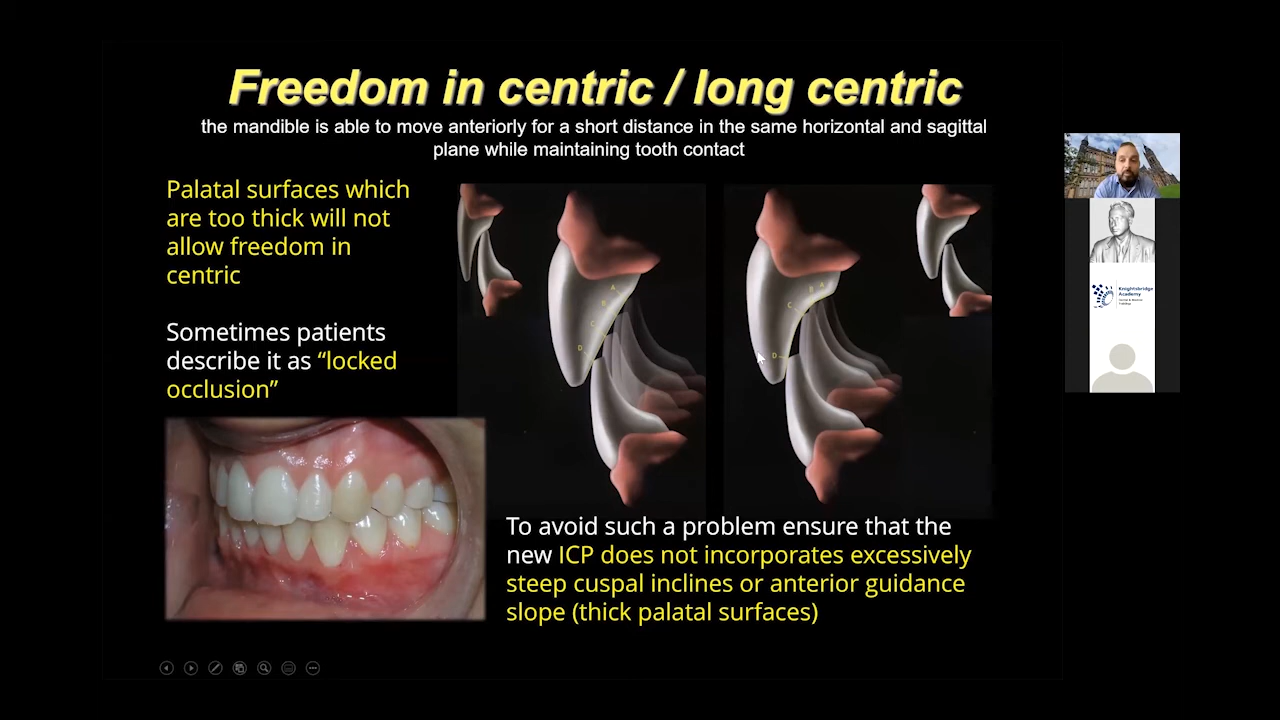 Freedom in centric / long centric
the mandible is able to move anteriorly for a short distance in the same horizontal and sagittal
plane while maintaining tooth contact
Palatal surfaces which
are too thick will not
allow freedom in
centric
Sometimes patients
describe it as “locked
occlusion”
A
B
C
D
B A
C
D
To avoid such a problem ensure that the
new ICP does not incorporates excessively
steep cuspal inclines or anterior guidance
slope (thick palatal surfaces)
Knightsbridge
Academy